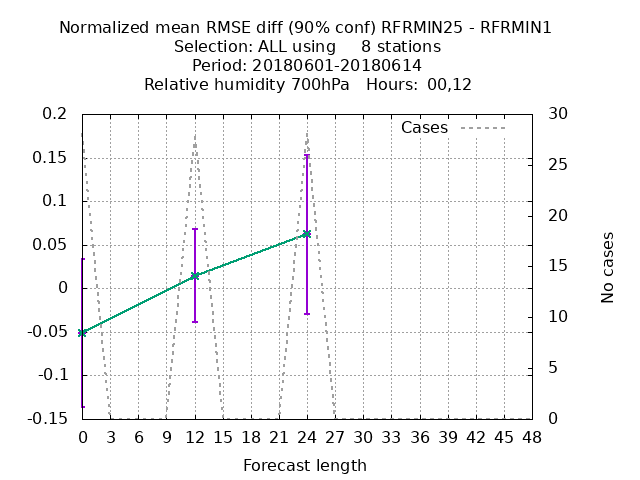 Normalized mean RMSE diff (90% conf) RFRMIN25 - RFRMIN1
Selection: ALL using     8 stations
Period: 20180601-20180614
Relative humidity 700hPa   Hours:  00,12
Cases
0.2
0.15
0.1
0.05
0
-0.05
-0.1
-0.15
30
25
20
15
10
5
0
No cases
0 3 6 9 12 15 18 21 24 27 30 33 36 39 42 45 48
Forecast length